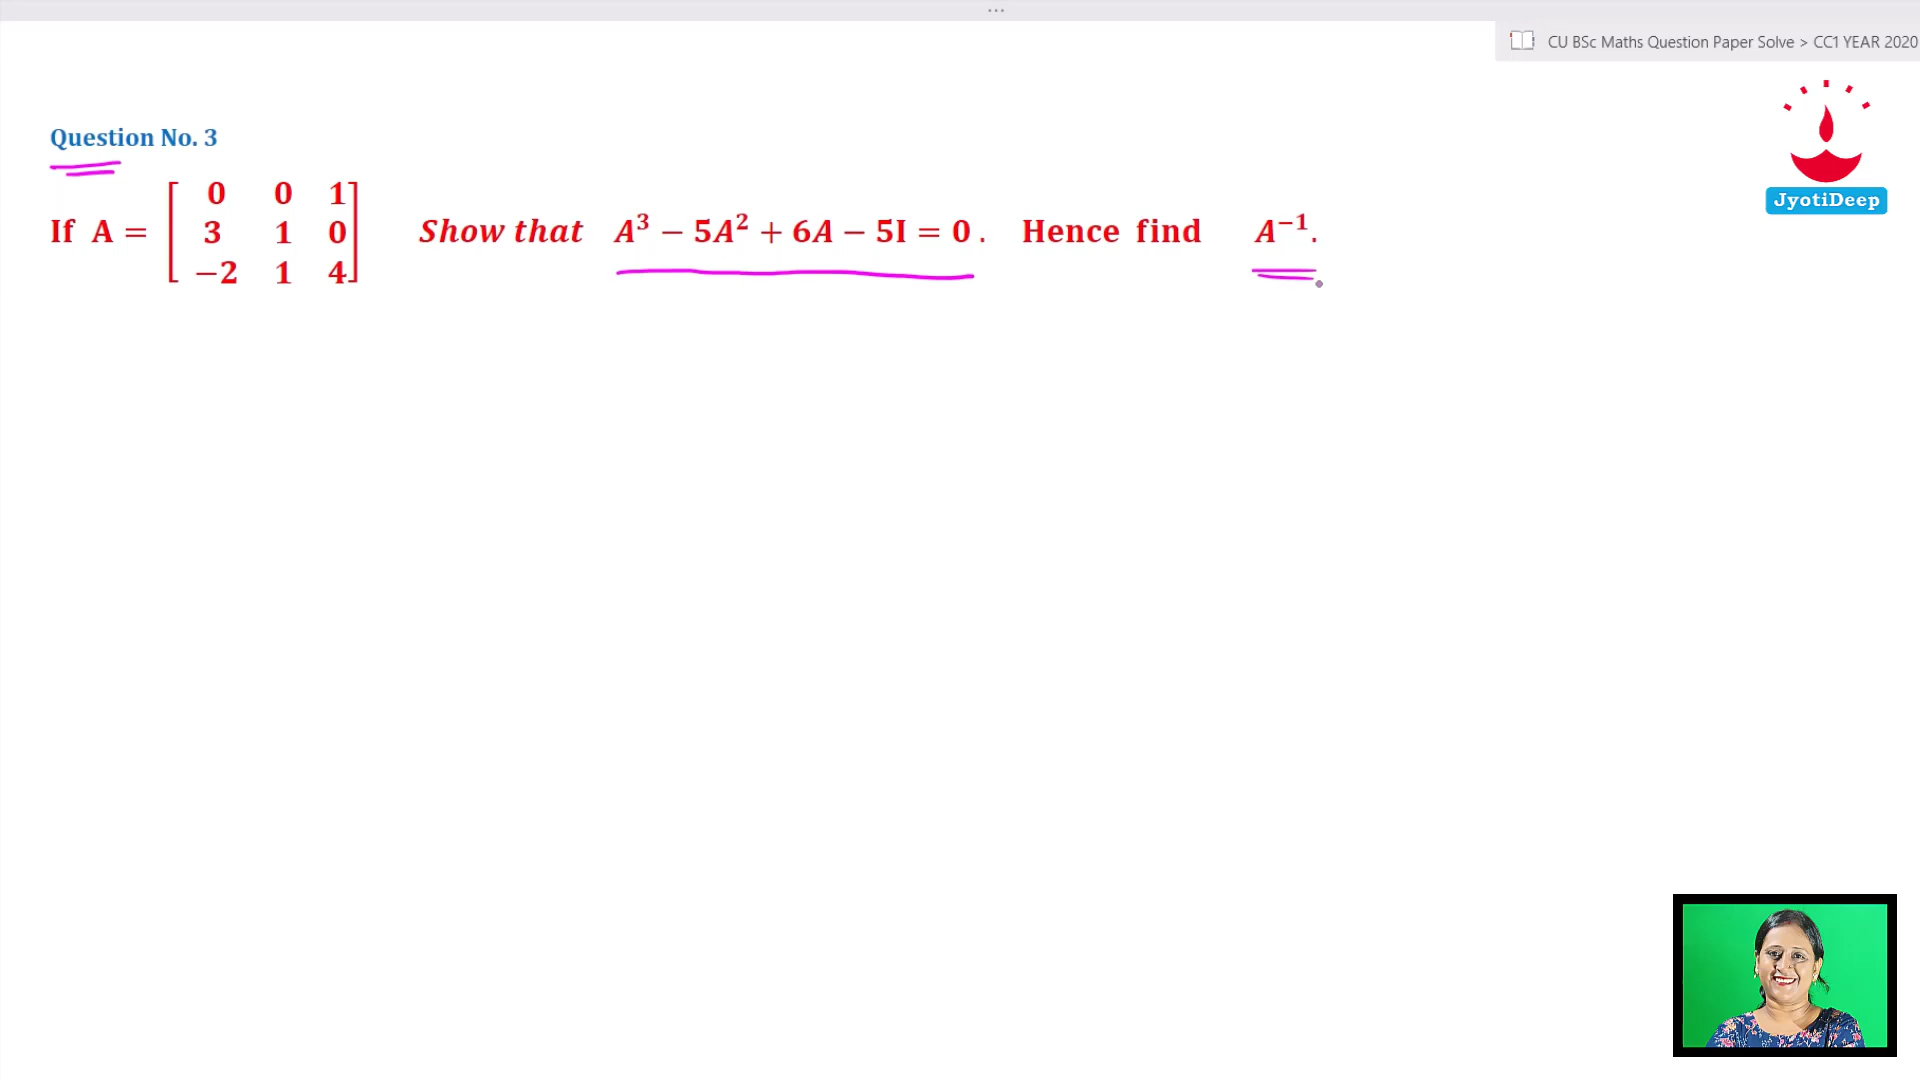 CU BSc Maths Question Paper Solve > CC1 YEAR 2020
JyotiDeep
Question No. 3
If A = [ 0 0 1 ]
[ 3 1 0 ]
[ −2 1 4 ]
Show that A³ − 5A² + 6A − 5I = 0 . Hence find A⁻¹.